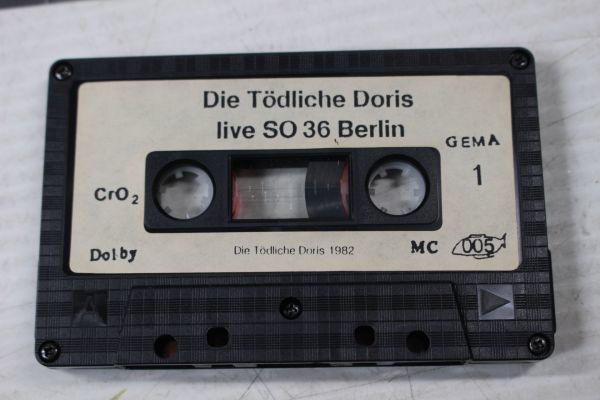 Die Tödliche Doris
live SO 36 Berlin
GEMA
1
CrO₂
Dolby
Die Tödliche Doris 1982
MC 005
A